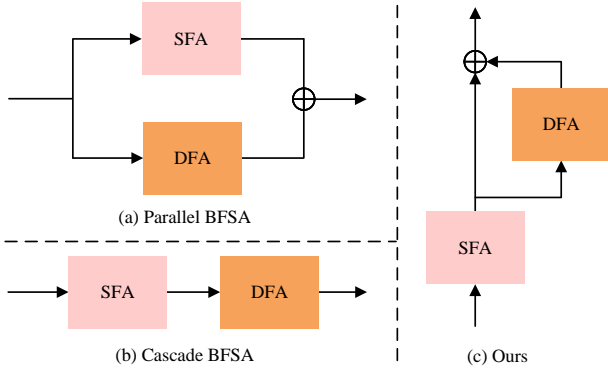 SFA
DFA
(a) Parallel BFSA
SFA
DFA
(b) Cascade BFSA
DFA
SFA
(c) Ours